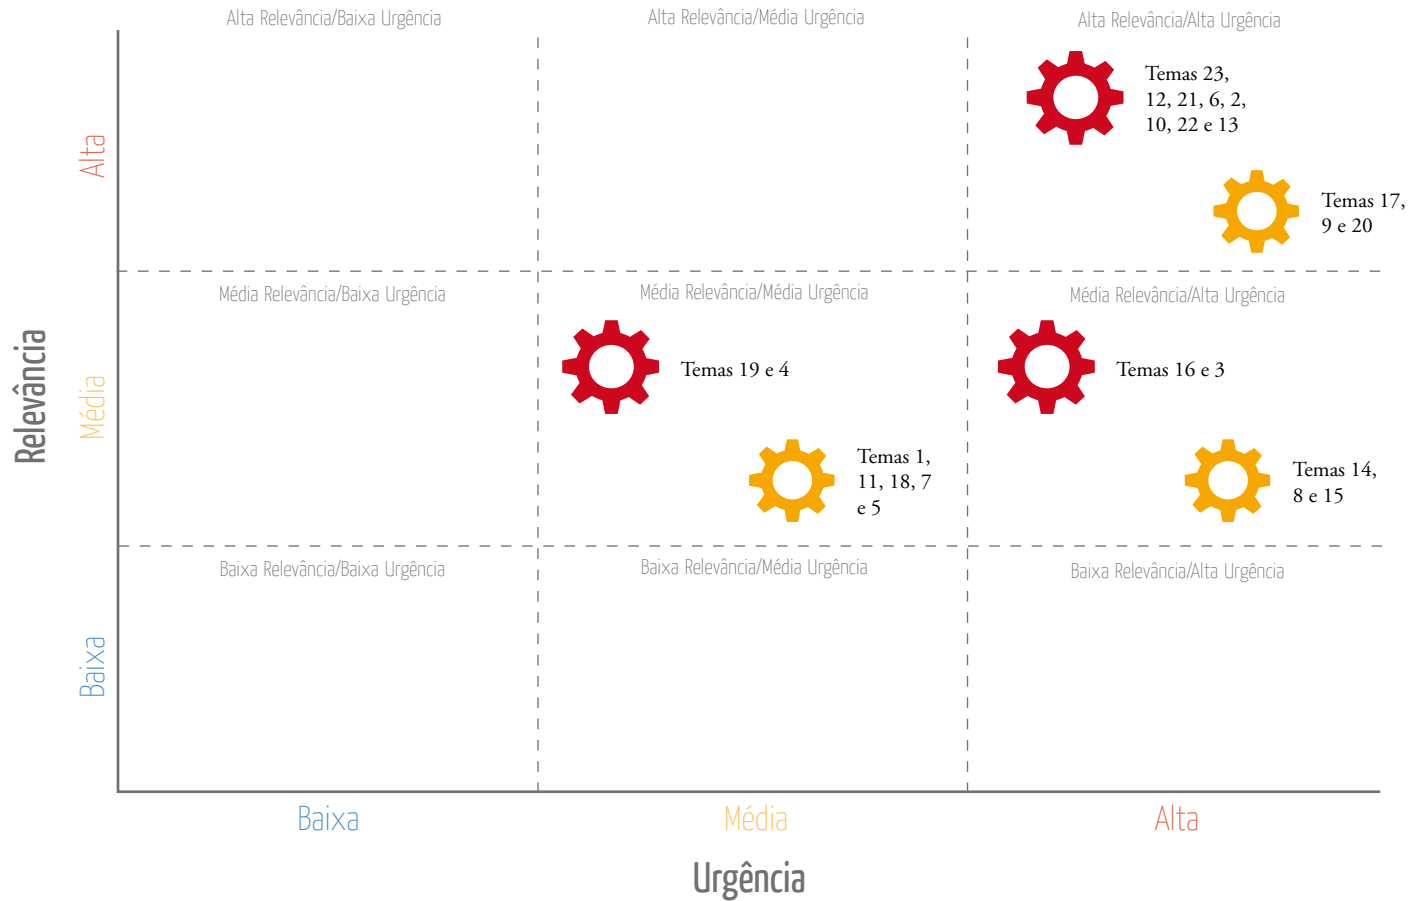 Alta Relevância/Baixa Urgência
Alta Relevância/Média Urgência
Alta Relevância/Alta Urgência
Temas 23,
12, 21, 6, 2,
10, 22 e 13
Temas 17,
9 e 20
Alta
Média Relevância/Baixa Urgência
Média Relevância/Média Urgência
Média Relevância/Alta Urgência
Temas 19 e 4
Temas 16 e 3
Temas 1,
11, 18, 7
e 5
Temas 14,
8 e 15
Relevância
Média
Baixa Relevância/Baixa Urgência
Baixa Relevância/Média Urgência
Baixa Relevância/Alta Urgência
Baixa
Baixa
Média
Alta
Urgência